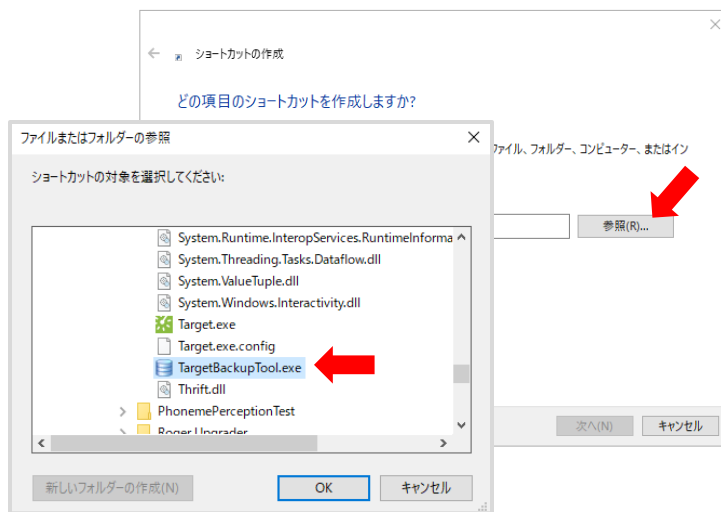 ショートカットの作成
どの項目のショートカットを作成しますか?
ファイルまたはフォルダーの参照
ファイル、フォルダー、コンピューター、またはイン
ショートカットの対象を選択してください:
参照(R)...
System.Runtime.InteropServices.RuntimeInforma
System.Threading.Tasks.Dataflow.dll
System.ValueTuple.dll
System.Windows.Interactivity.dll
Target.exe
Target.exe.config
TargetBackupTool.exe
Thrift.dll
PhonemePerceptionTest
Roger Upgrader
次へ(N)
キャンセル
新しいフォルダーの作成(N)
OK
キャンセル